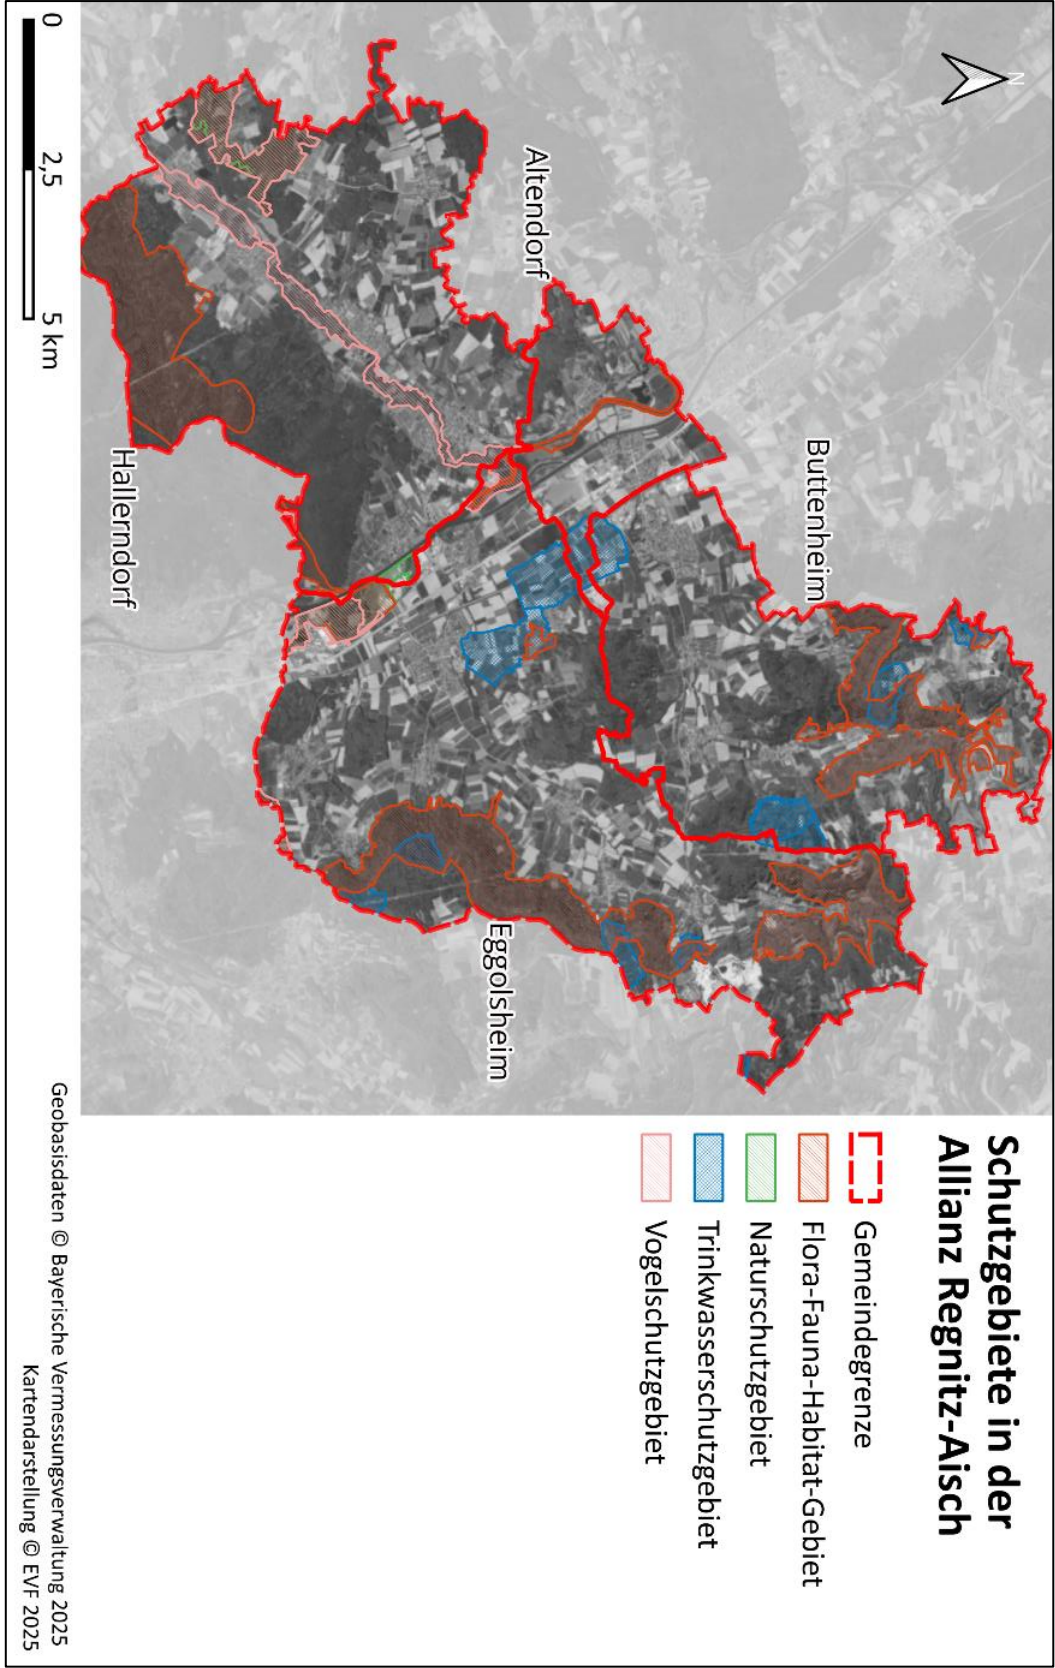 Schutzgebiete in der
Allianz Regnitz-Aisch
Gemeindegrenze
Flora-Fauna-Habitat-Gebiet
Naturschutzgebiet
Trinkwasserschutzgebiet
Vogelschutzgebiet
N
Buttenheim
Altendorf
Eggolsheim
Hallerndorf
0 2,5 5 km
Geobasisdaten © Bayerische Vermessungsverwaltung 2025
Kartendarstellung © EVF 2025